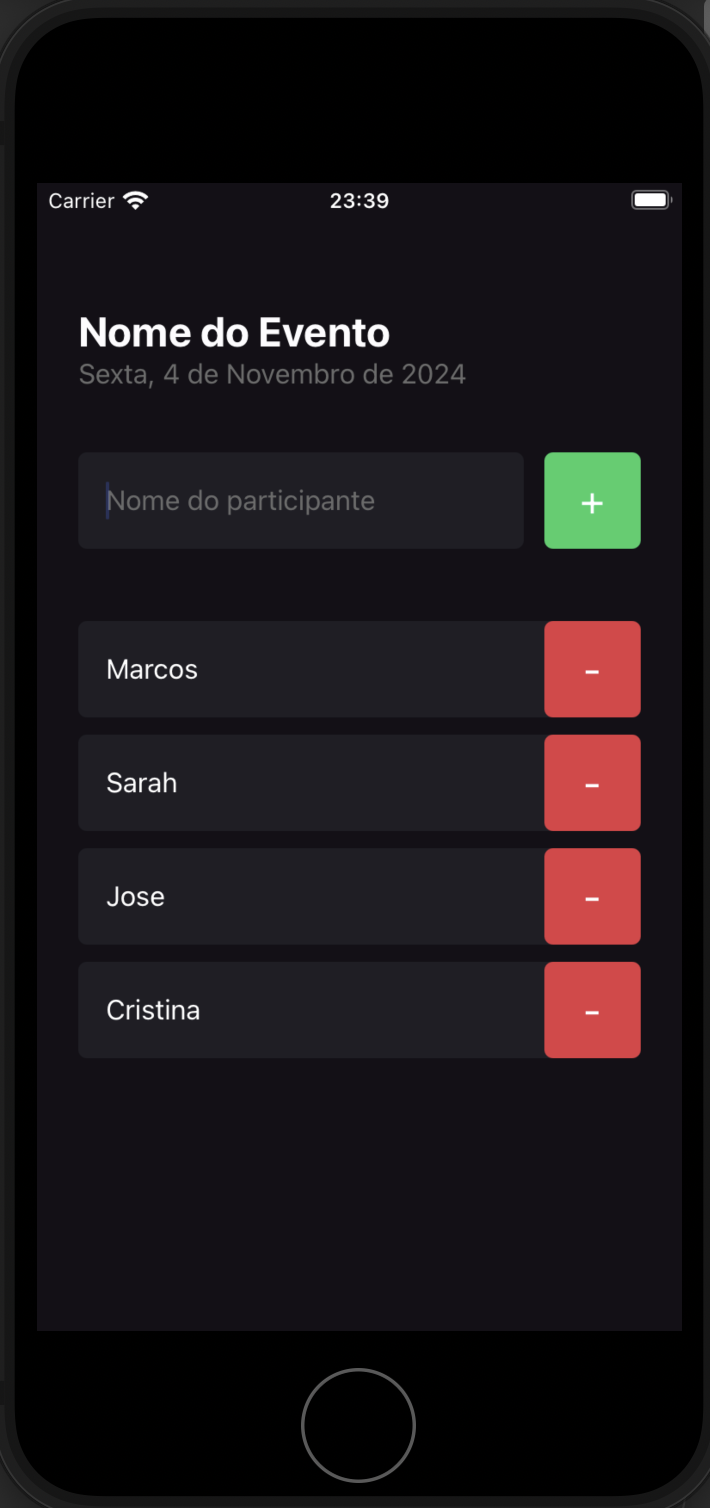 Carrier 23:39
Nome do Evento
Sexta, 4 de Novembro de 2024
Nome do participante +
Marcos -
Sarah -
Jose -
Cristina -